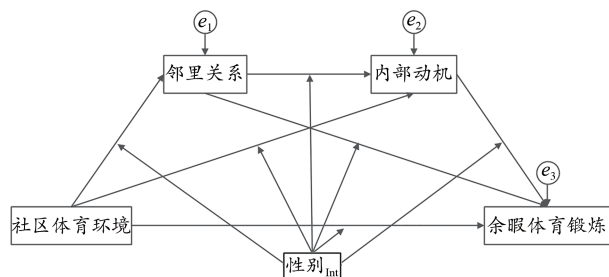 e1
e2
邻里关系
内部动机
e3
社区体育环境
余暇体育锻炼
性别Int